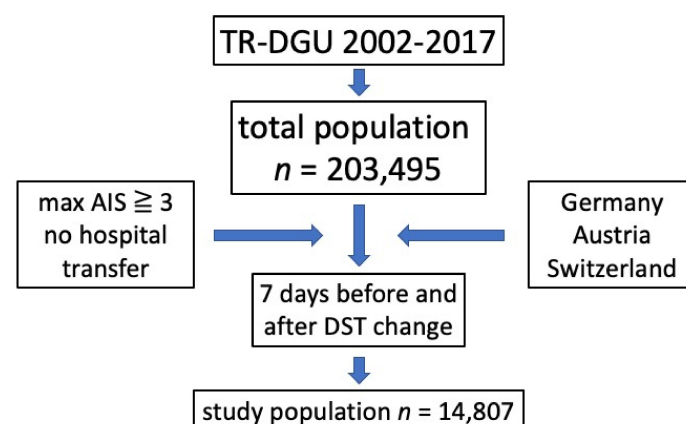 TR-DGU 2002-2017
total population
n = 203,495
max AIS ≧ 3
no hospital
transfer
Germany
Austria
Switzerland
7 days before and
after DST change
study population n = 14,807